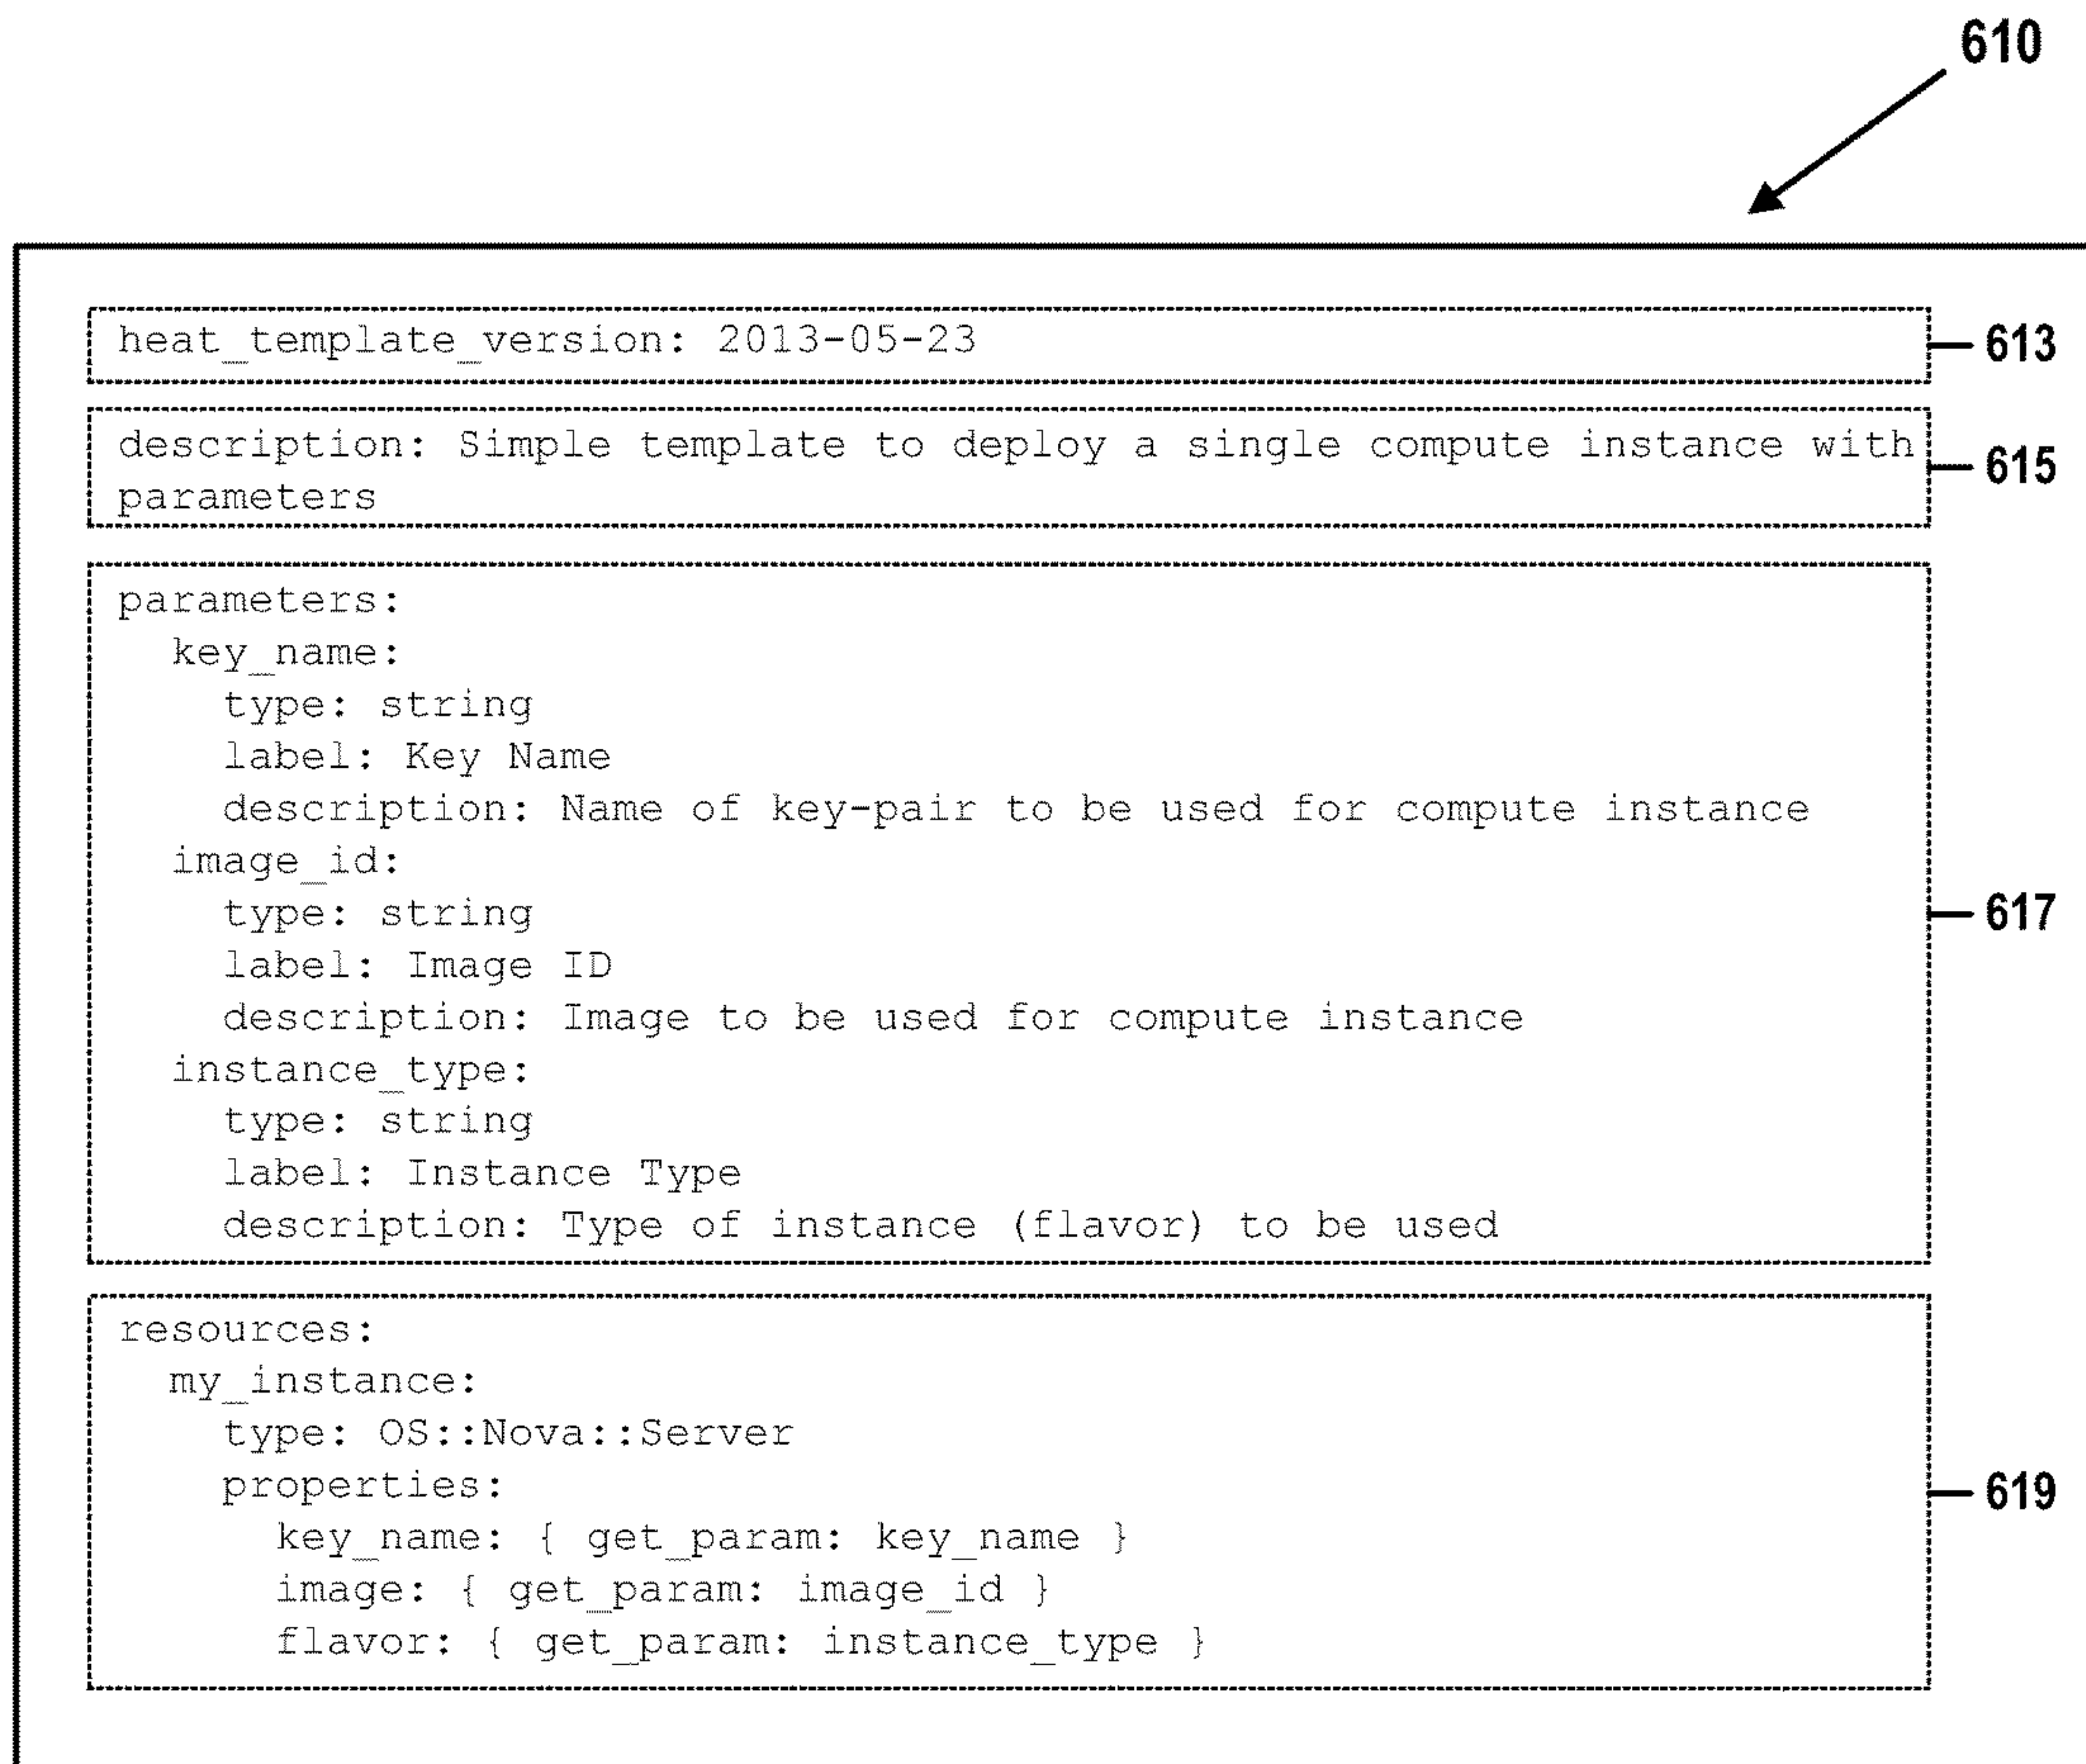 610
heat_template_version: 2013-05-23
613
description: Simple template to deploy a single compute instance with
parameters
615
parameters:
  key_name:
    type: string
    label: Key Name
    description: Name of key-pair to be used for compute instance
  image_id:
    type: string
    label: Image ID
    description: Image to be used for compute instance
  instance_type:
    type: string
    label: Instance Type
    description: Type of instance (flavor) to be used
617
resources:
  my_instance:
    type: OS::Nova::Server
    properties:
      key_name: { get_param: key_name }
      image: { get_param: image_id }
      flavor: { get_param: instance_type }
619